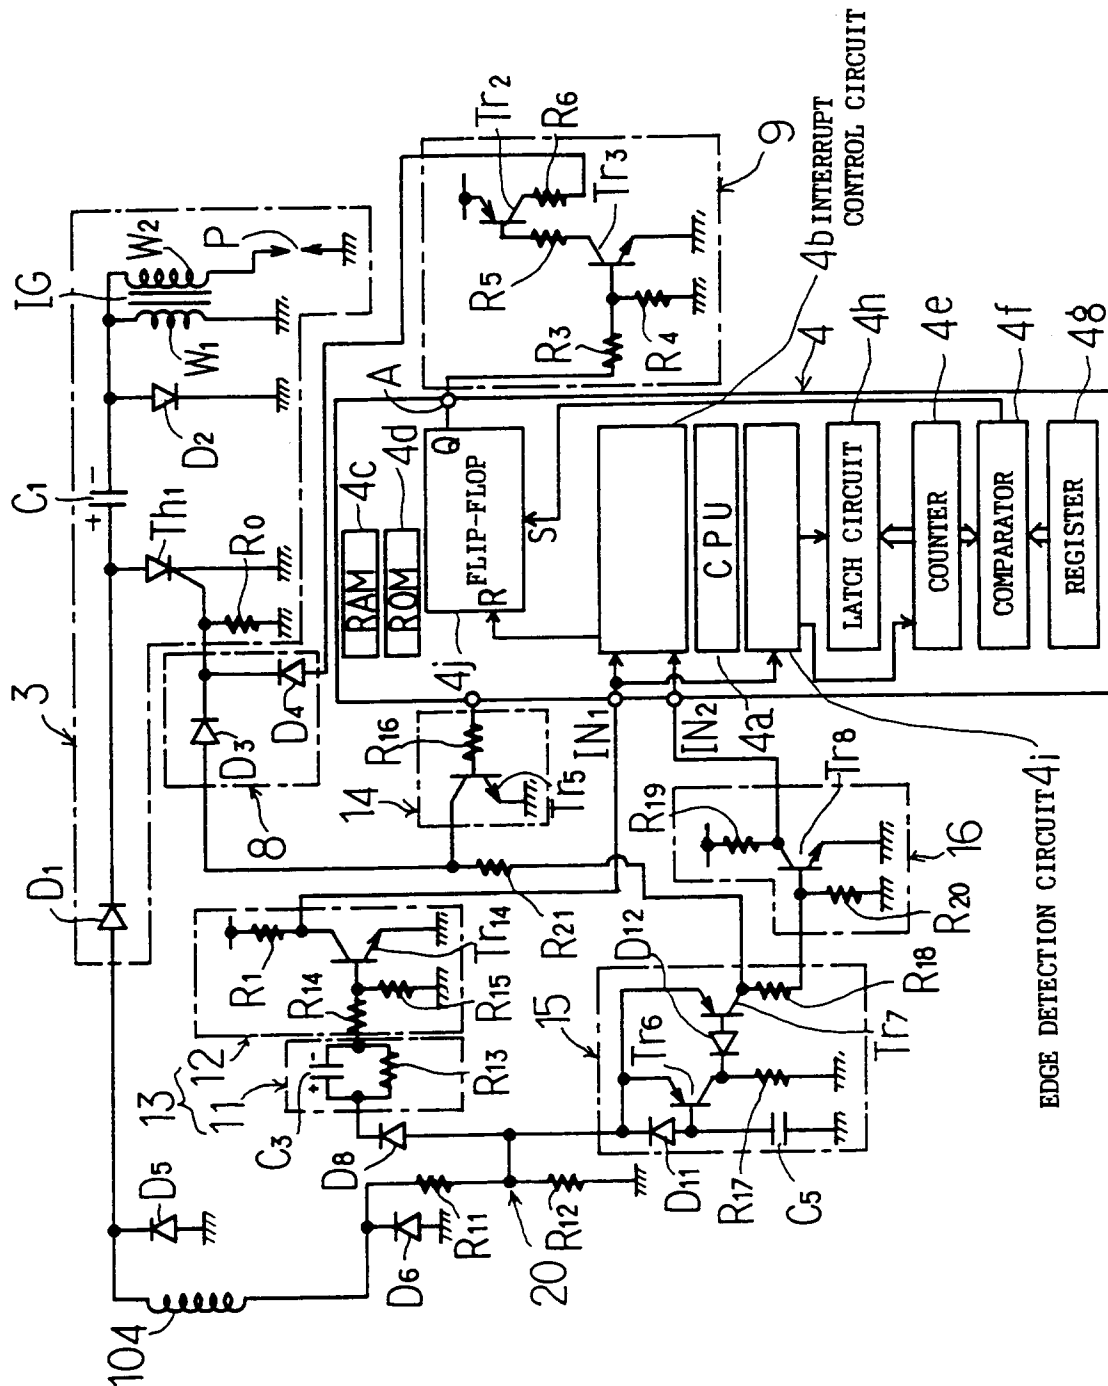 3
C1
+
−
IG
W2
W1
P
D1
D2
Th1
R0
Tr2
R6
D3
D4
8
A
R5
Tr3
R3
R4
9
RAM
4c
ROM
4d
4j
FLIP-FLOP
Q
R
S1
4b INTERRUPT
CONTROL CIRCUIT
CPU
4a
4
LATCH CIRCUIT
4h
COUNTER
4e
COMPARATOR
4f
REGISTER
4g
IN1
IN2
EDGE DETECTION CIRCUIT 4i
14
R16
Tr5
R21
R1
Tr14
R14
R15
12
13
11
R13
C3
+
-
D8
D5
104
D6
R11
R12
20
15
Tr6
D12
D11
R17
C5
Tr7
R18
R19
Tr8
R20
16